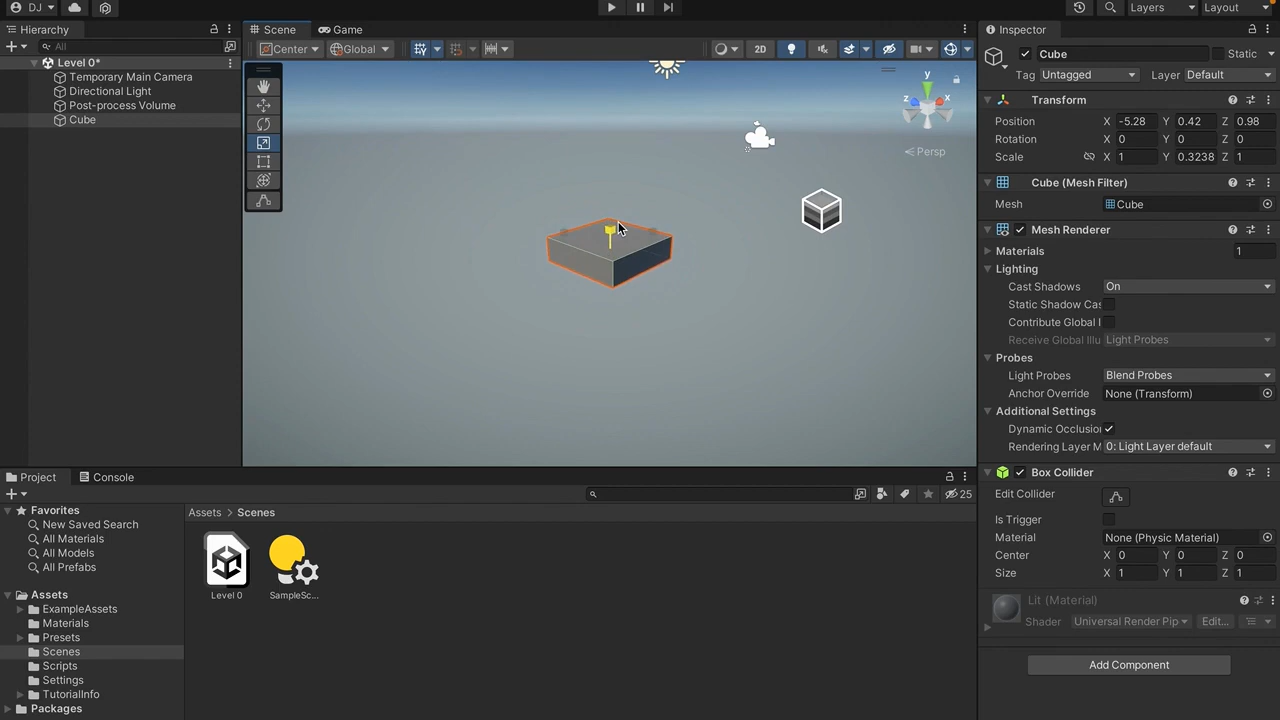 DJ
Layers
Layout
Hierarchy
All
Level 0*
Temporary Main Camera
Directional Light
Post-process Volume
Cube
Scene
Game
Center
Global
2D
y
z
x
Persp
Inspector
Cube
Static
Tag
Untagged
Layer
Default
Transform
Position X -5.28 Y 0.42 Z 0.98
Rotation X 0 Y 0 Z 0
Scale X 1 Y 0.3238 Z 1
Cube (Mesh Filter)
Mesh Cube
Mesh Renderer
Materials 1
Lighting
Cast Shadows On
Static Shadow Cas
Contribute Global I
Receive Global Illu Light Probes
Probes
Light Probes Blend Probes
Anchor Override None (Transform)
Additional Settings
Dynamic Occlusion
Rendering Layer M 0: Light Layer default
Box Collider
Edit Collider
Is Trigger
Material None (Physic Material)
Center X 0 Y 0 Z 0
Size X 1 Y 1 Z 1
Lit (Material)
Shader Universal Render Pip Edit...
Add Component
Project
Console
25
Favorites
New Saved Search
All Materials
All Models
All Prefabs
Assets
ExampleAssets
Materials
Presets
Scenes
Scripts
Settings
TutorialInfo
Packages
Assets > Scenes
Level 0
SampleSc...